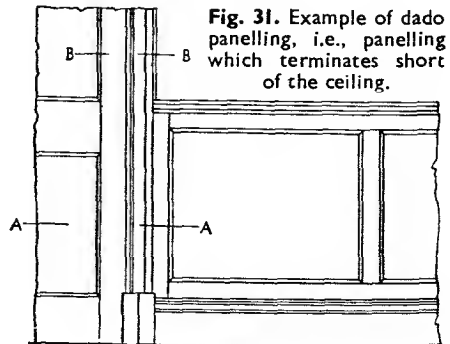 Fig. 31. Example of dado
panelling, i.e., panelling
which terminates short
of the ceiling.
B
B
A
A